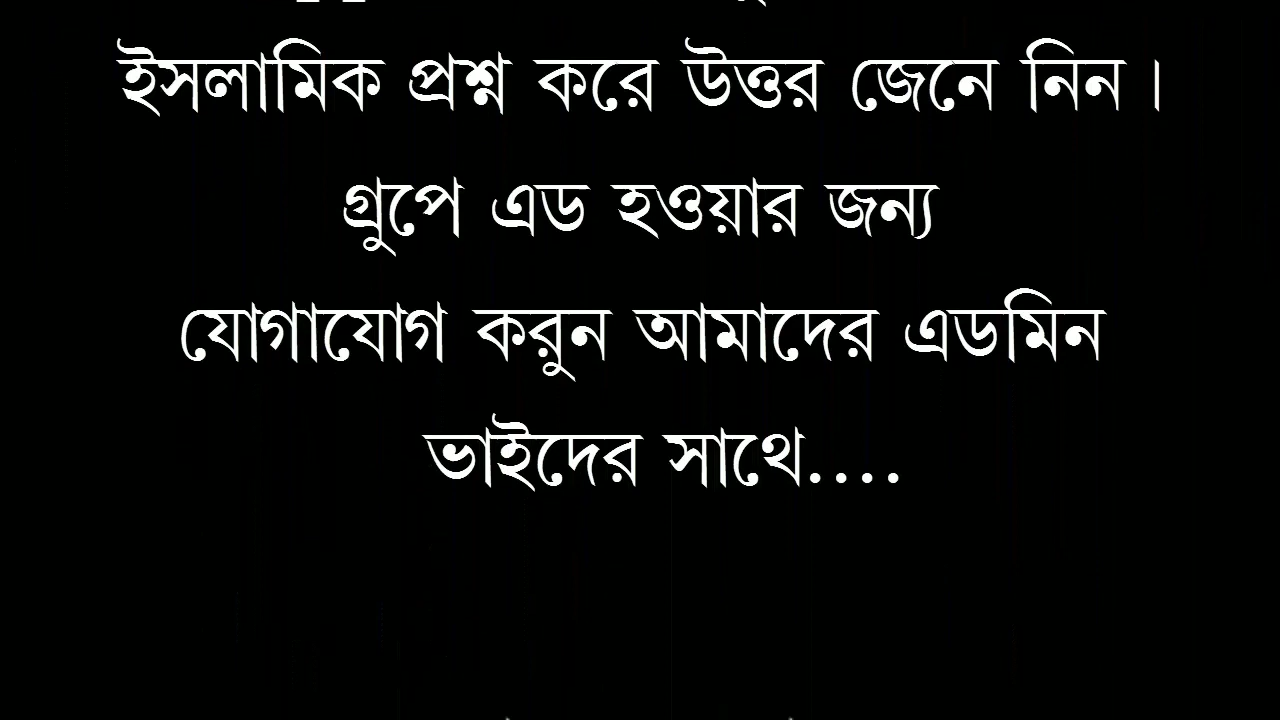 ইসলামিক প্রশ্ন করে উত্তর জেনে নিন।
গ্রুপে এড হওয়ার জন্য
যোগাযোগ করুন আমাদের এডমিন
ভাইদের সাথে....